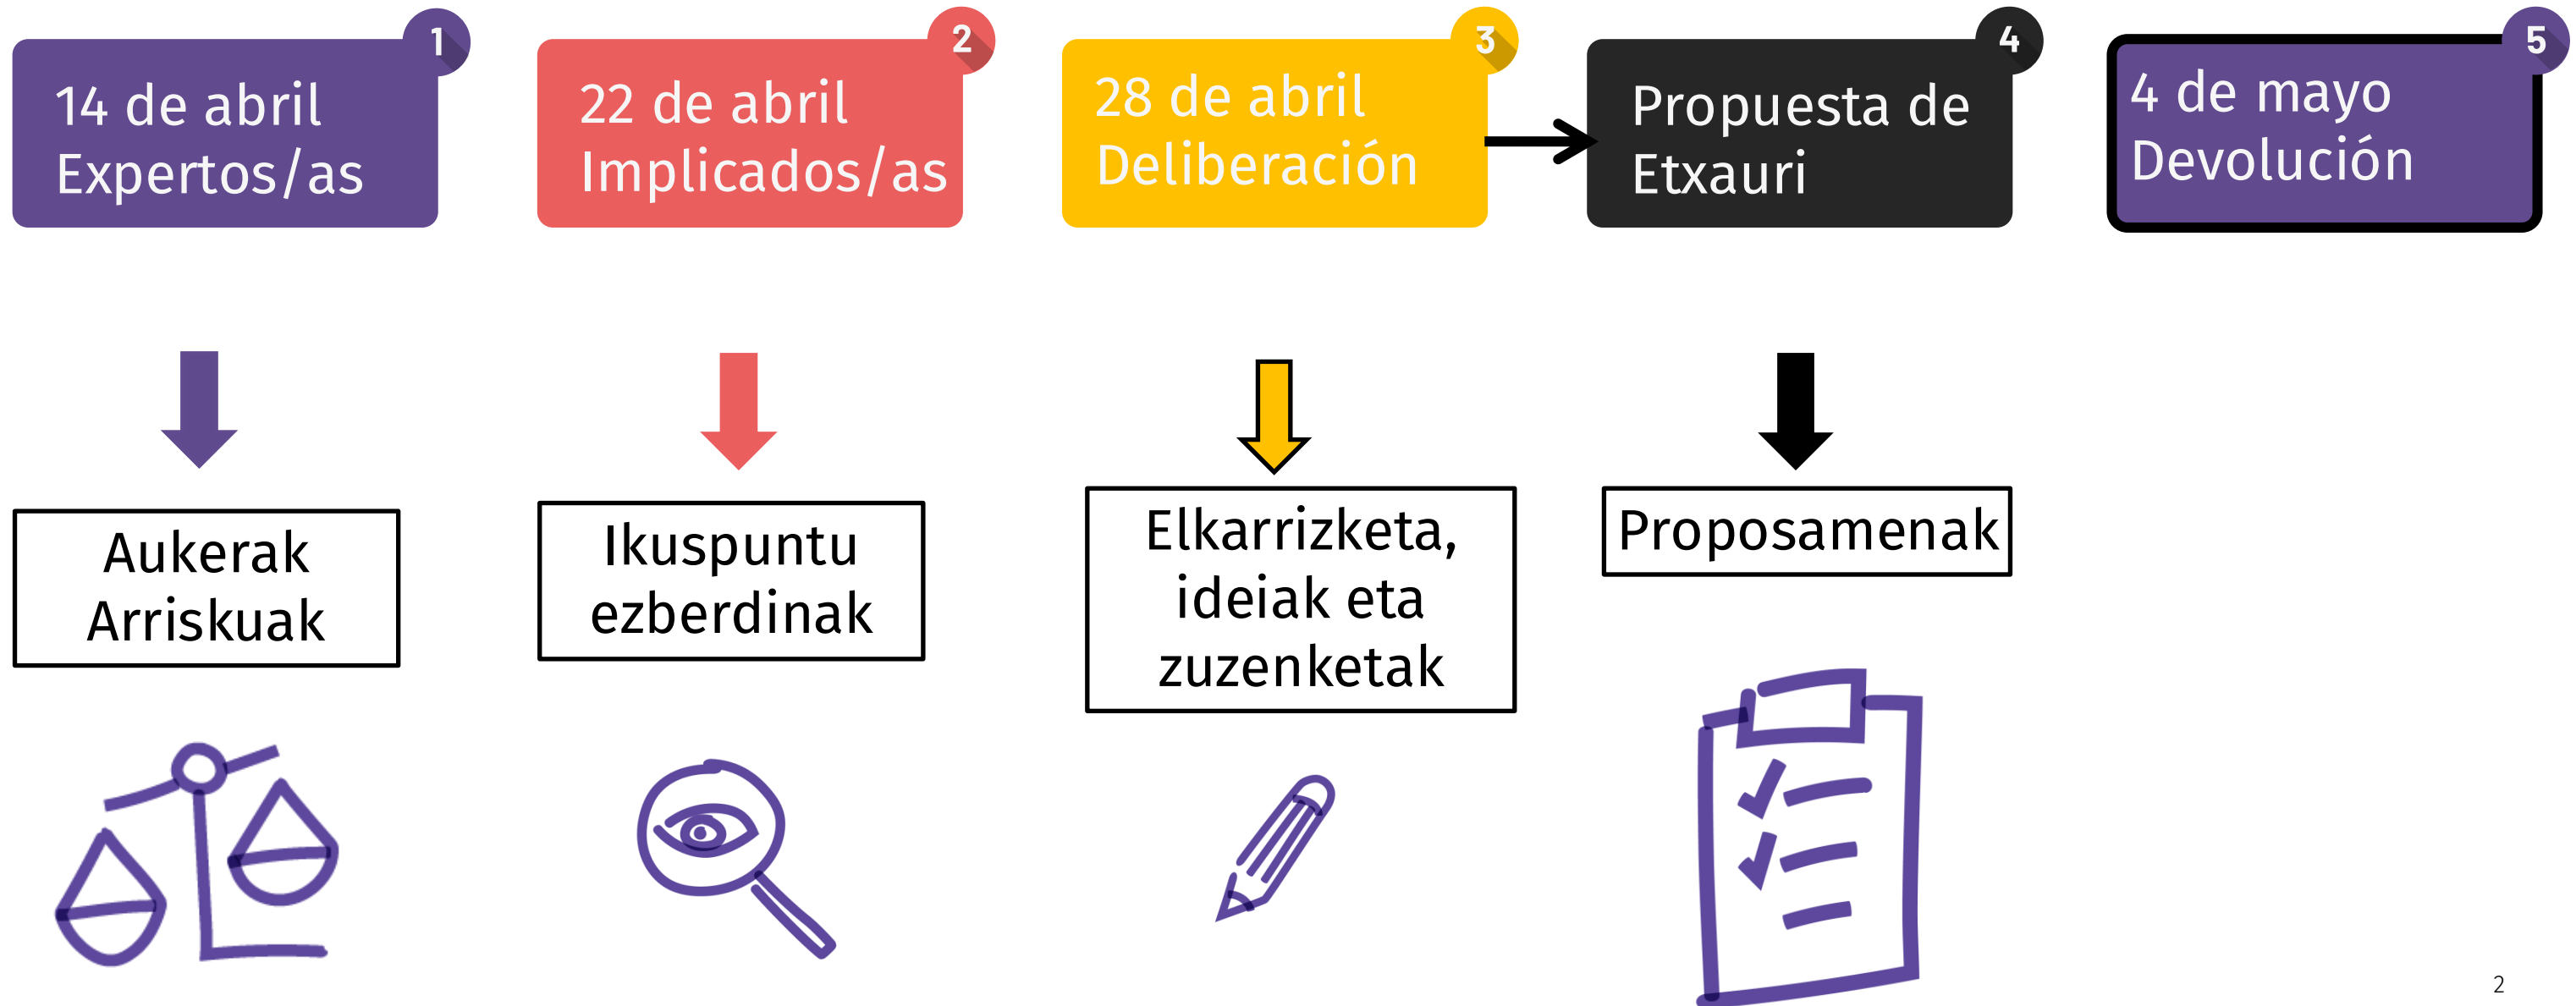 1
14 de abril
Expertos/as
2
22 de abril
Implicados/as
3
28 de abril
Deliberación
4
Propuesta de
Etxauri
5
4 de mayo
Devolución
Aukerak
Arriskuak
Ikuspuntu
ezberdinak
Elkarrizketa,
ideiak eta
zuzenketak
Proposamenak
2